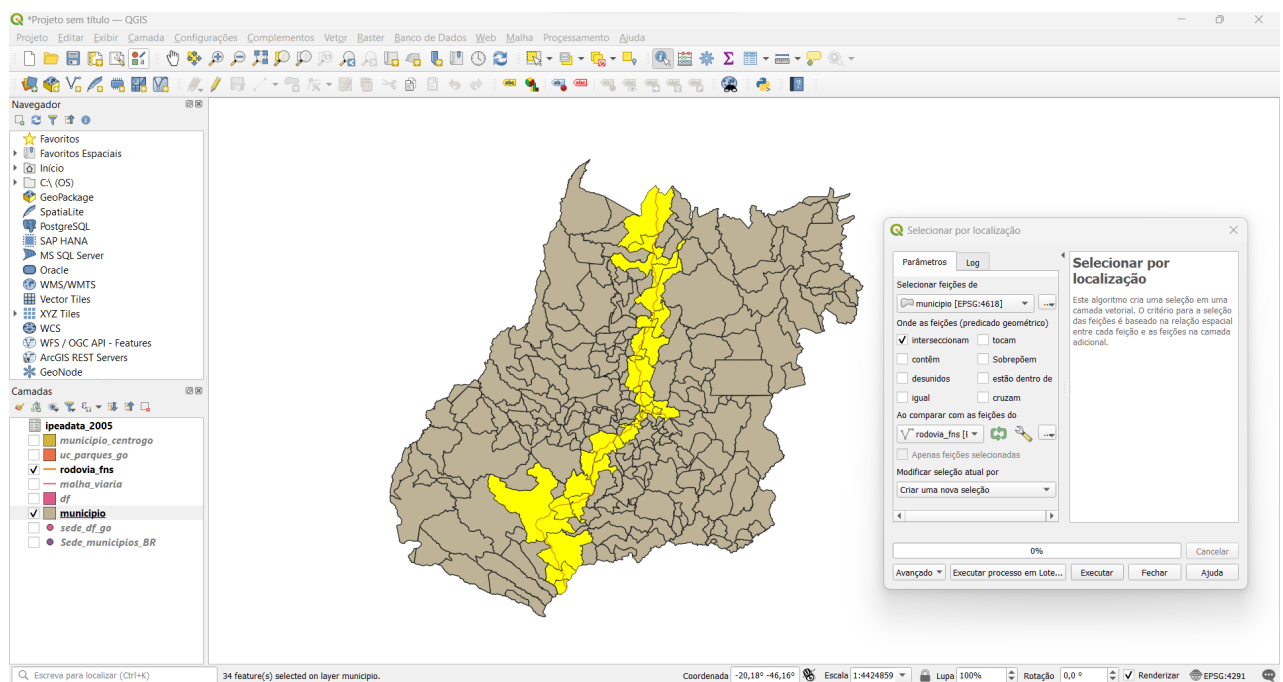 *Projeto sem título — QGIS
Projeto Editar Exibir Camada Configurações Complementos Vetor Raster Banco de Dados Web Malha Processamento Ajuda
Navegador
Favoritos
Favoritos Espaciais
Início
C:\ (OS)
GeoPackage
SpatiaLite
PostgreSQL
SAP HANA
MS SQL Server
Oracle
WMS/WMTS
Vector Tiles
XYZ Tiles
WCS
WFS / OGC API - Features
ArcGIS REST Servers
GeoNode
Camadas
ipeadata_2005
municipio_centrogo
uc_parques_go
rodovia_fns
malha_viaria
df
municipio
sede_df_go
Sede_municipios_BR
Selecionar por localização
Parâmetros Log
Selecionar feições de
municipio [EPSG:4618]
Onde as feições (predicado geométrico)
interseccionam tocam
contêm Sobrepõem
desunidos estão dentro de
igual cruzam
Ao comparar com as feições do
rodovia_fns [E
Apenas feições selecionadas
Modificar seleção atual por
Criar uma nova seleção
Selecionar por
localização
Este algoritmo cria uma seleção em uma
camada vetorial. O critério para a seleção
das feições é baseado na relação espacial
entre cada feição e as feições na camada
adicional.
0% Cancelar
Avançado Executar processo em Lote... Executar Fechar Ajuda
Escreva para localizar (Ctrl+K) 34 feature(s) selected on layer municipio. Coordenada -20,18° -46,16° Escala 1:4424859 Lupa 100% Rotação 0,0 ° Renderizar EPSG:4291